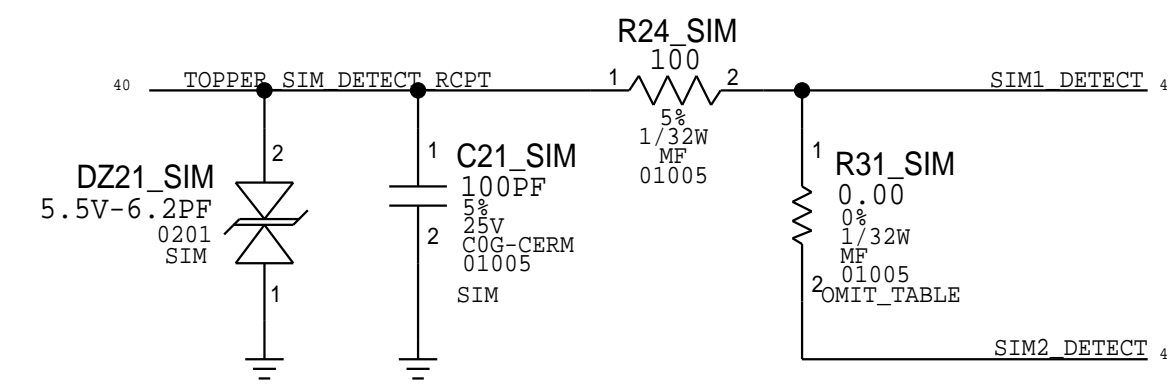 R24_SIM
100
40 TOPPER_SIM_DETECT_RCPT 1 2 SIM1_DETECT 4
5%
1/32W
MF
01005
2
DZ21_SIM
5.5V-6.2PF
0201
SIM
1
1
C21_SIM
100PF
5%
25V
C0G-CERM
01005
2
SIM
1
R31_SIM
0.00
0%
1/32W
MF
01005
2
OMIT_TABLE
SIM2_DETECT 4